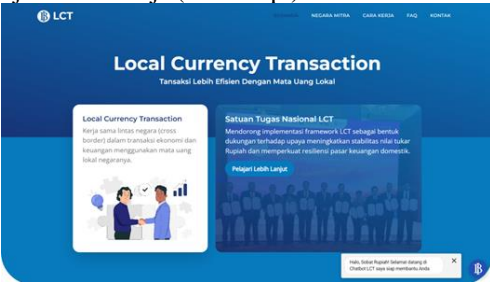 LCT
NEGARA MITRA
CARA KERJA
FAQ
KONTAK
Local Currency Transaction
Tansaksi Lebih Efisien Dengan Mata Uang Lokal
Local Currency Transaction
Kerja sama lintas negara (cross
border) dalam transaksi ekonomi dan
keuangan menggunakan mata uang
lokal negaranya.
Satuan Tugas Nasional LCT
Mendorong implementasi framework LCT sebagai bentuk
dukungan terhadap upaya meningkatkan stabilitas nilai tukar
Rupiah dan memperkuat resiliensi pasar keuangan domestik.
Pelajari Lebih Lanjut
Halo, Sobat Rupiah! Selamat datang di
Chatbot LCT saya siap membantu Anda
X